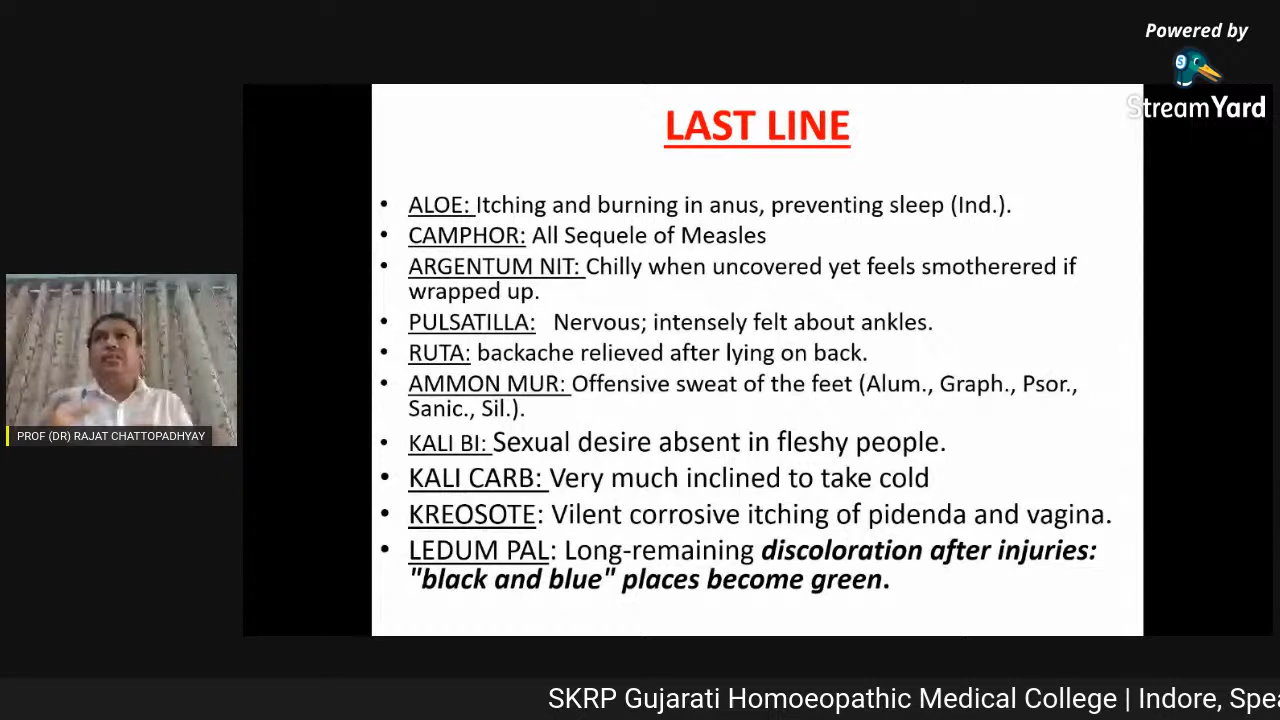 Powered by
StreamYard
LAST LINE
• ALOE: Itching and burning in anus, preventing sleep (Ind.).
• CAMPHOR: All Sequele of Measles
• ARGENTUM NIT: Chilly when uncovered yet feels smotherered if
wrapped up.
• PULSATILLA: Nervous; intensely felt about ankles.
• RUTA: backache relieved after lying on back.
• AMMON MUR: Offensive sweat of the feet (Alum., Graph., Psor.,
Sanic., Sil.).
• KALI BI: Sexual desire absent in fleshy people.
• KALI CARB: Very much inclined to take cold
• KREOSOTE: Vilent corrosive itching of pidenda and vagina.
• LEDUM PAL: Long-remaining discoloration after injuries:
"black and blue" places become green.
PROF (DR) RAJAT CHATTOPADHYAY
SKRP Gujarati Homoeopathic Medical College | Indore, Spea